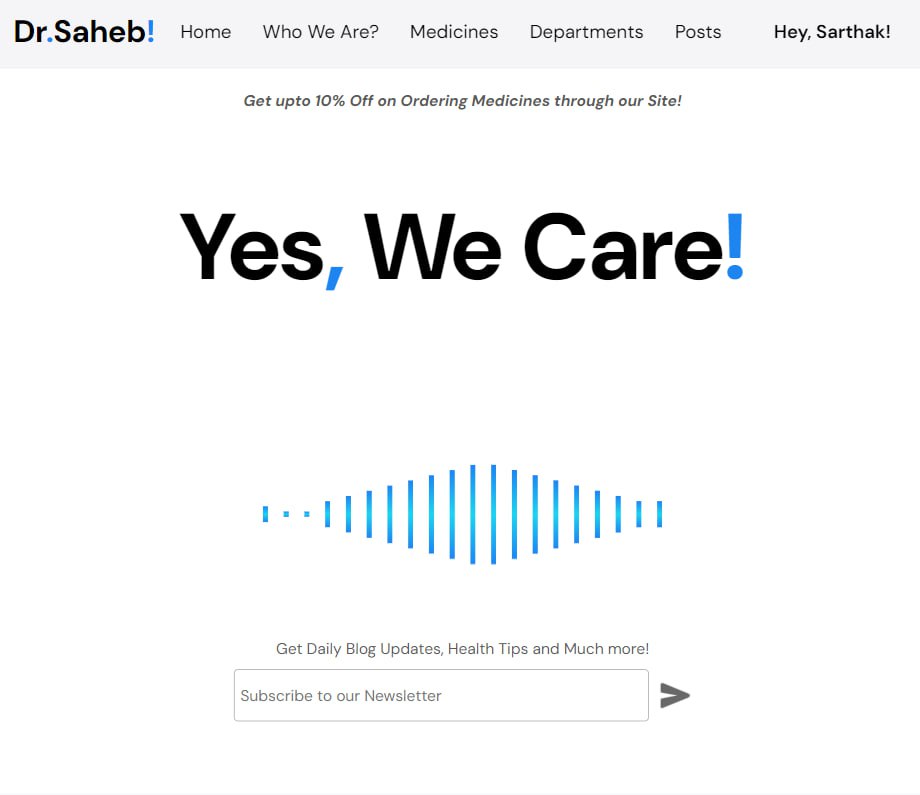 Dr.Saheb! Home Who We Are? Medicines Departments Posts Hey, Sarthak!
Get upto 10% Off on Ordering Medicines through our Site!
Yes, We Care!
Get Daily Blog Updates, Health Tips and Much more!
Subscribe to our Newsletter